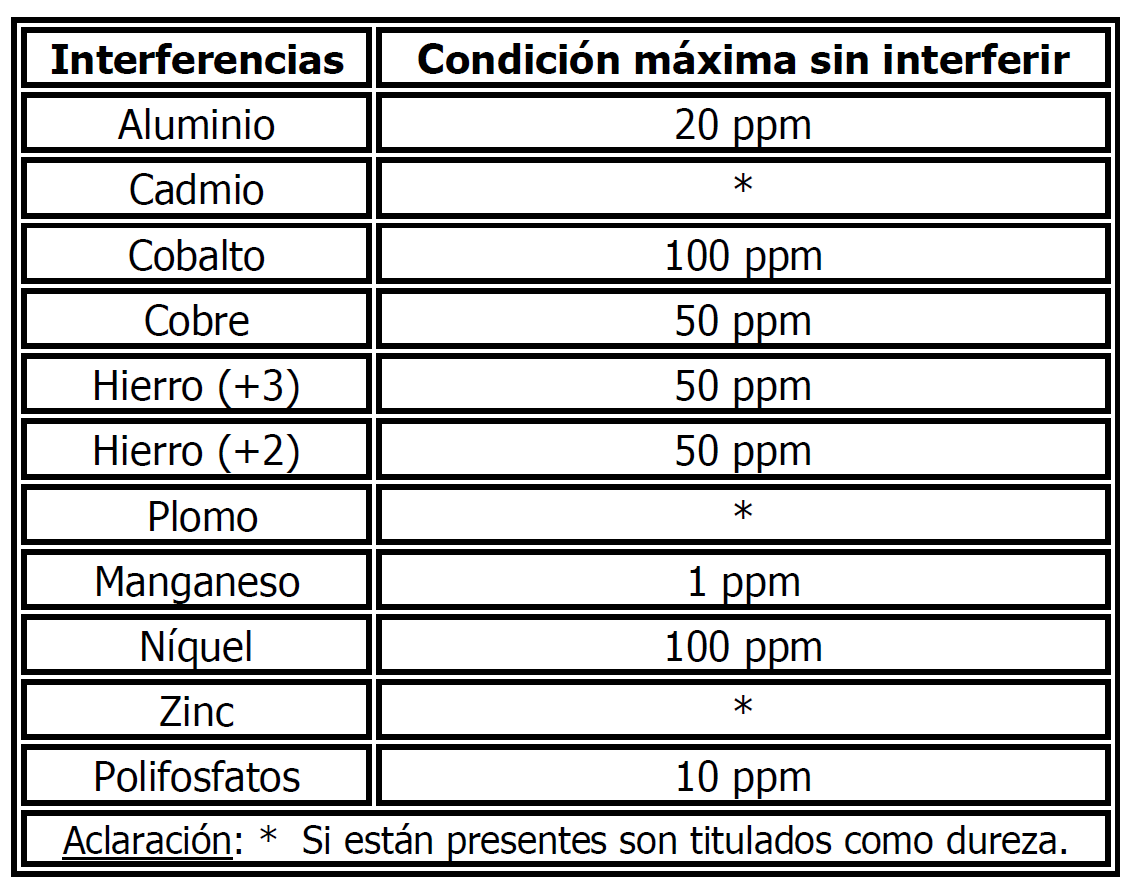 Interferencias Condición máxima sin interferir
Aluminio 20 ppm
Cadmio *
Cobalto 100 ppm
Cobre 50 ppm
Hierro (+3) 50 ppm
Hierro (+2) 50 ppm
Plomo *
Manganeso 1 ppm
Níquel 100 ppm
Zinc *
Polifosfatos 10 ppm
Aclaración: * Si están presentes son titulados como dureza.